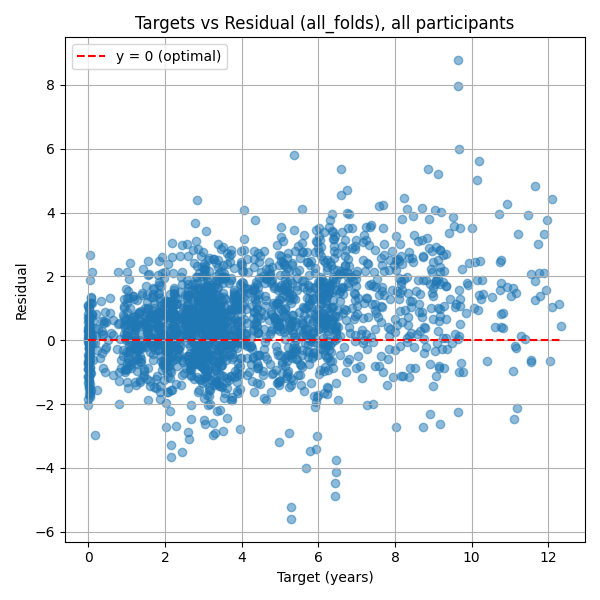 Targets vs Residual (all_folds), all participants
y = 0 (optimal)
8
6
4
2
0
−2
−4
−6
Residual
0 2 4 6 8 10 12
Target (years)